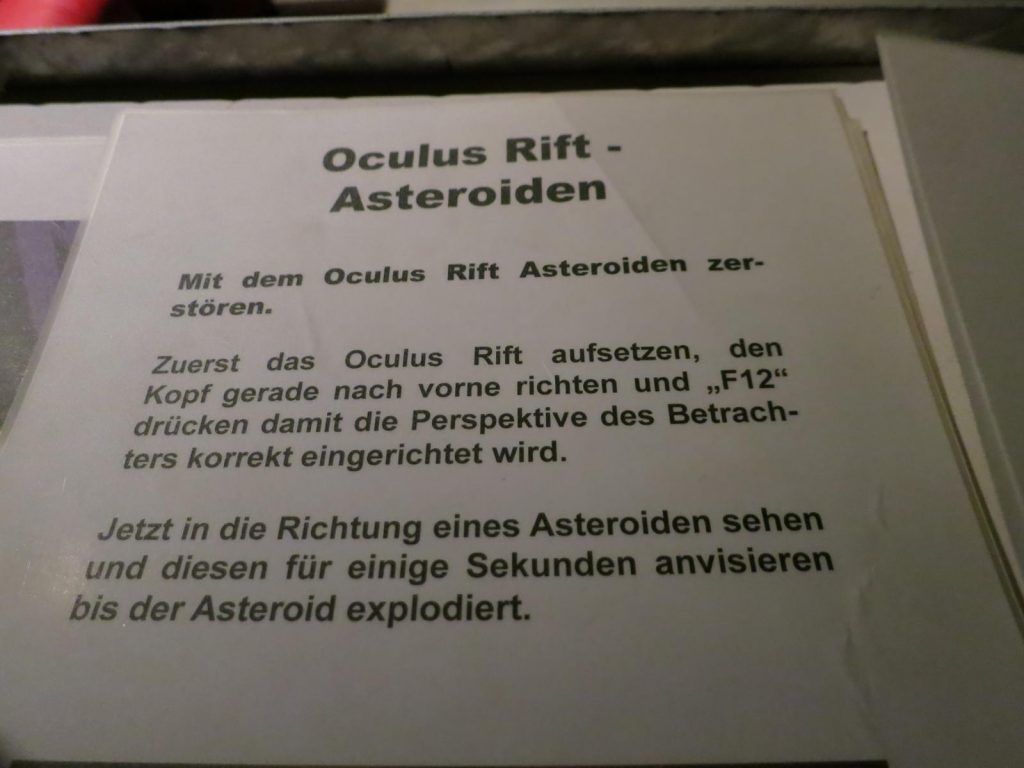 Oculus Rift -
Asteroiden
Mit dem Oculus Rift Asteroiden zer-
stören.
Zuerst das Oculus Rift aufsetzen, den
Kopf gerade nach vorne richten und „F12“
drücken damit die Perspektive des Betrach-
ters korrekt eingerichtet wird.
Jetzt in die Richtung eines Asteroiden sehen
und diesen für einige Sekunden anvisieren
bis der Asteroid explodiert.